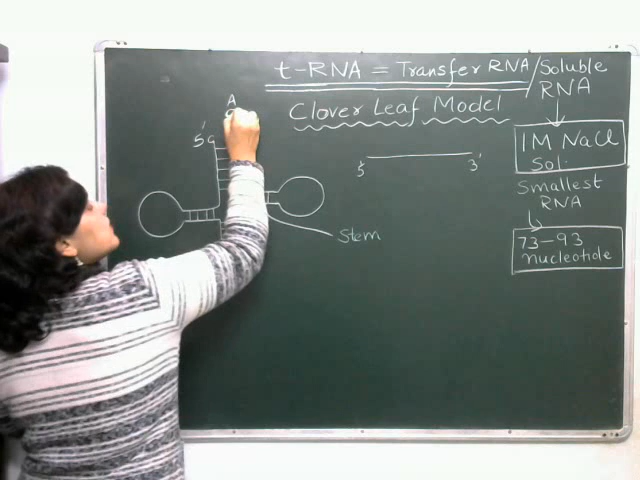 t-RNA = Transfer RNA/Soluble
RNA
Clover Leaf Model
A
C
5'G
5' 3'
1M NaCl
Sol.
Smallest
RNA
73-93
nucleotide
Stem